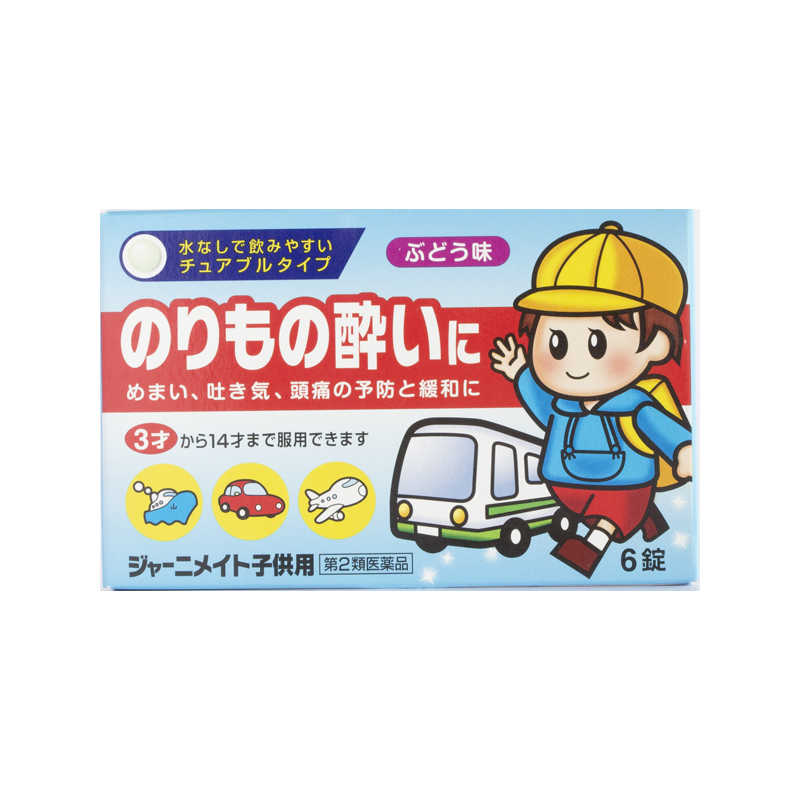 水なしで飲みやすい
チュアブルタイプ
ぶどう味
のりもの酔いに
めまい、吐き気、頭痛の予防と緩和に
3才から14才まで服用できます
ジャーニメイト子供用 第2類医薬品
6錠